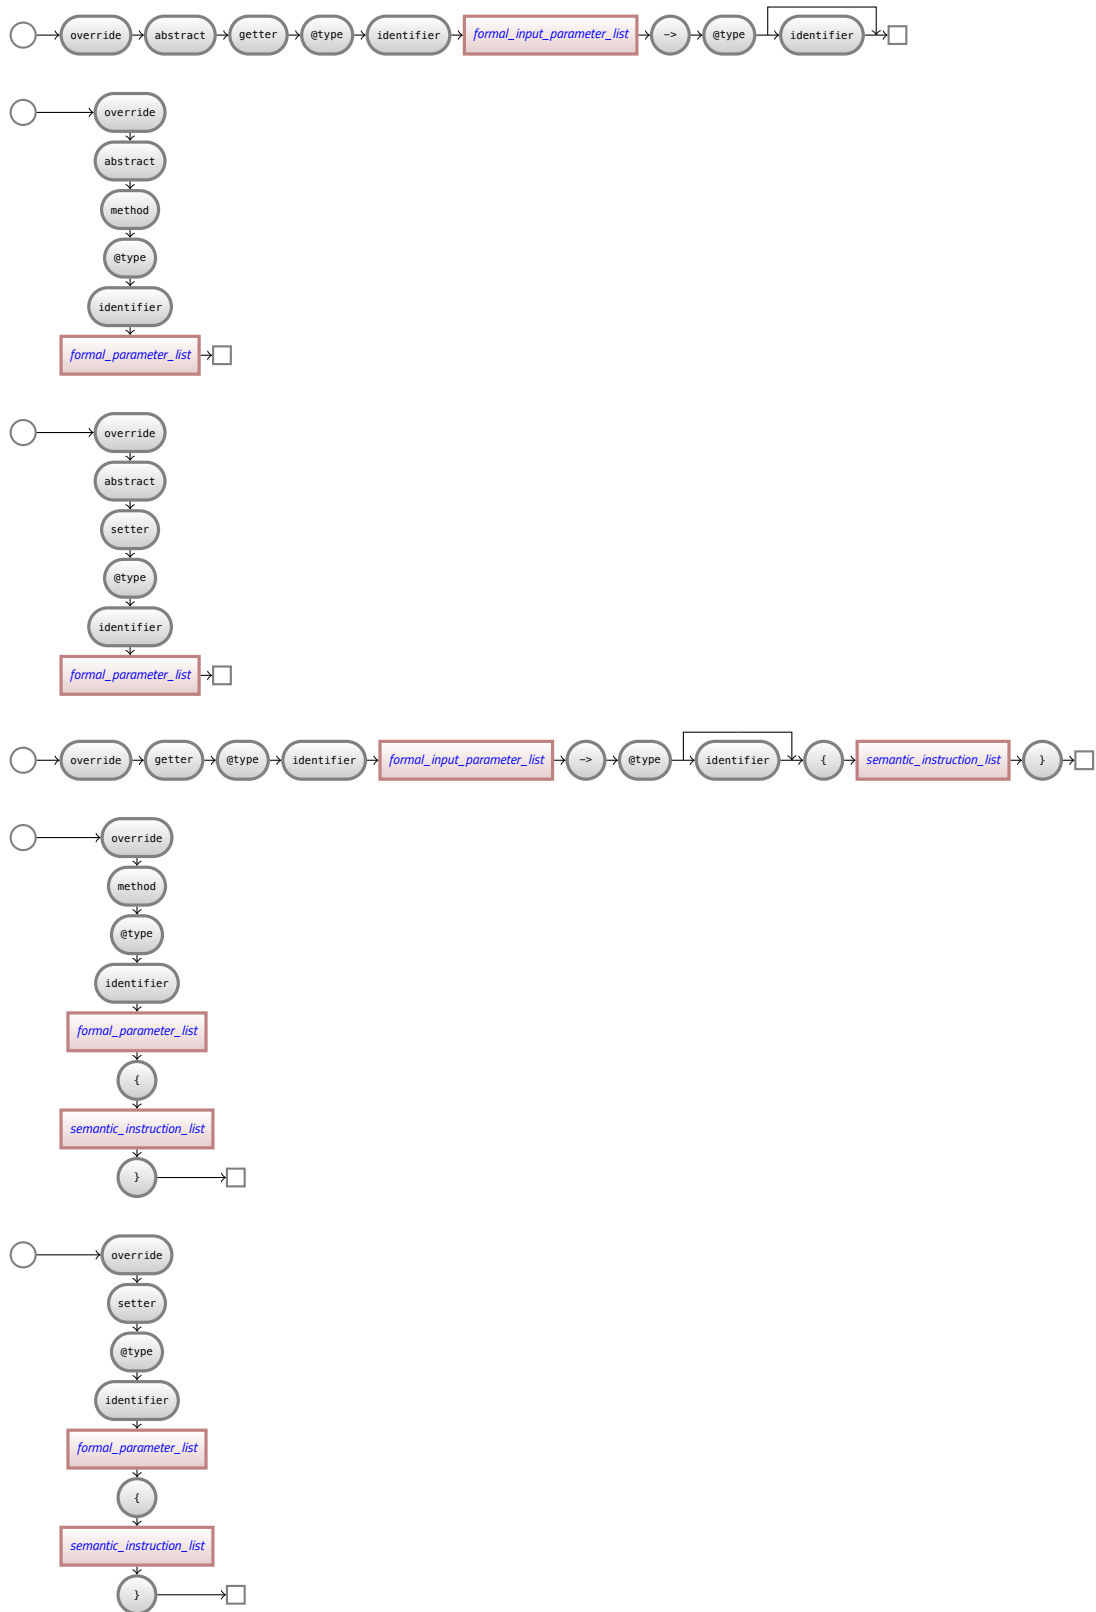 override abstract getter @type identifier formal_input_parameter_list -> @type identifier
override
abstract
method
@type
identifier
formal_parameter_list
override
abstract
setter
@type
identifier
formal_parameter_list
override getter @type identifier formal_input_parameter_list -> @type identifier { semantic_instruction_list }
override
method
@type
identifier
formal_parameter_list
{
semantic_instruction_list
}
override
setter
@type
identifier
formal_parameter_list
{
semantic_instruction_list
}